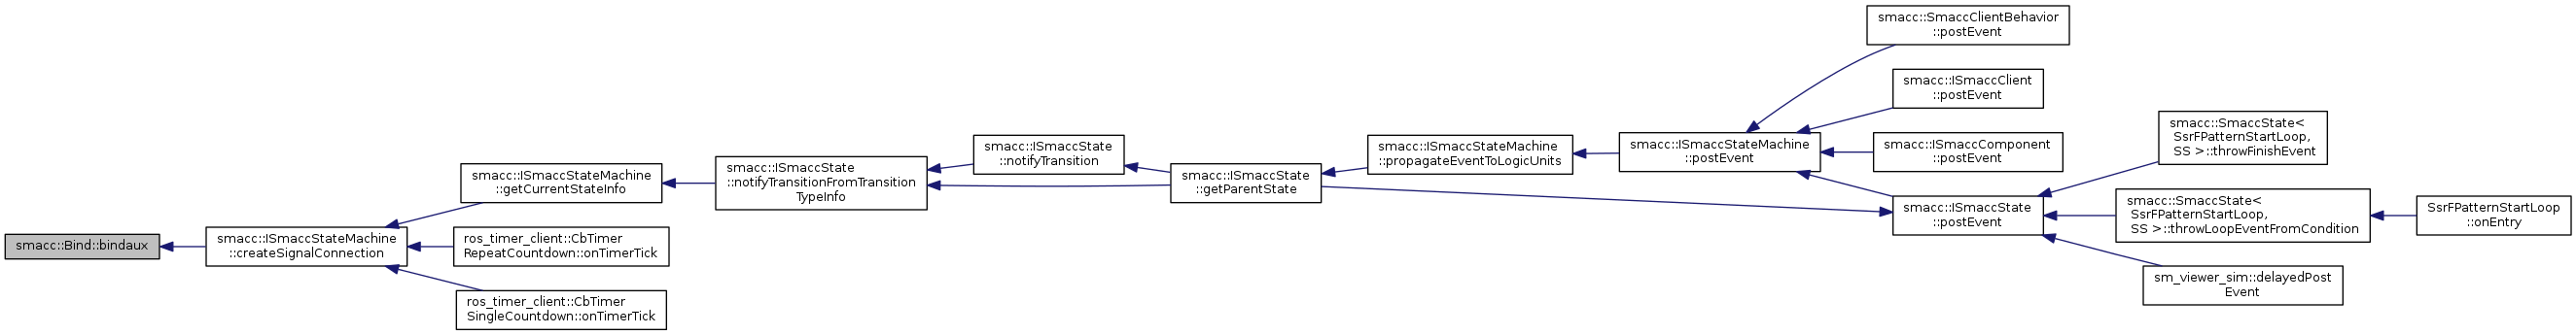 smacc::Bind::bindaux
smacc::ISmaccStateMachine
::createSignalConnection
smacc::ISmaccStateMachine
::getCurrentStateInfo
ros_timer_client::CbTimer
RepeatCountdown::onTimerTick
ros_timer_client::CbTimer
SingleCountdown::onTimerTick
smacc::ISmaccState
::notifyTransitionFromTransition
TypeInfo
smacc::ISmaccState
::notifyTransition
smacc::ISmaccState
::getParentState
smacc::ISmaccStateMachine
::propagateEventToLogicUnits
smacc::ISmaccStateMachine
::postEvent
smacc::SmaccClientBehavior
::postEvent
smacc::ISmaccClient
::postEvent
smacc::ISmaccComponent
::postEvent
smacc::ISmaccState
::postEvent
smacc::SmaccState<
SsrFPatternStartLoop,
SS >::throwFinishEvent
smacc::SmaccState<
SsrFPatternStartLoop,
SS >::throwLoopEventFromCondition
sm_viewer_sim::delayedPost
Event
SsrFPatternStartLoop
::onEntry